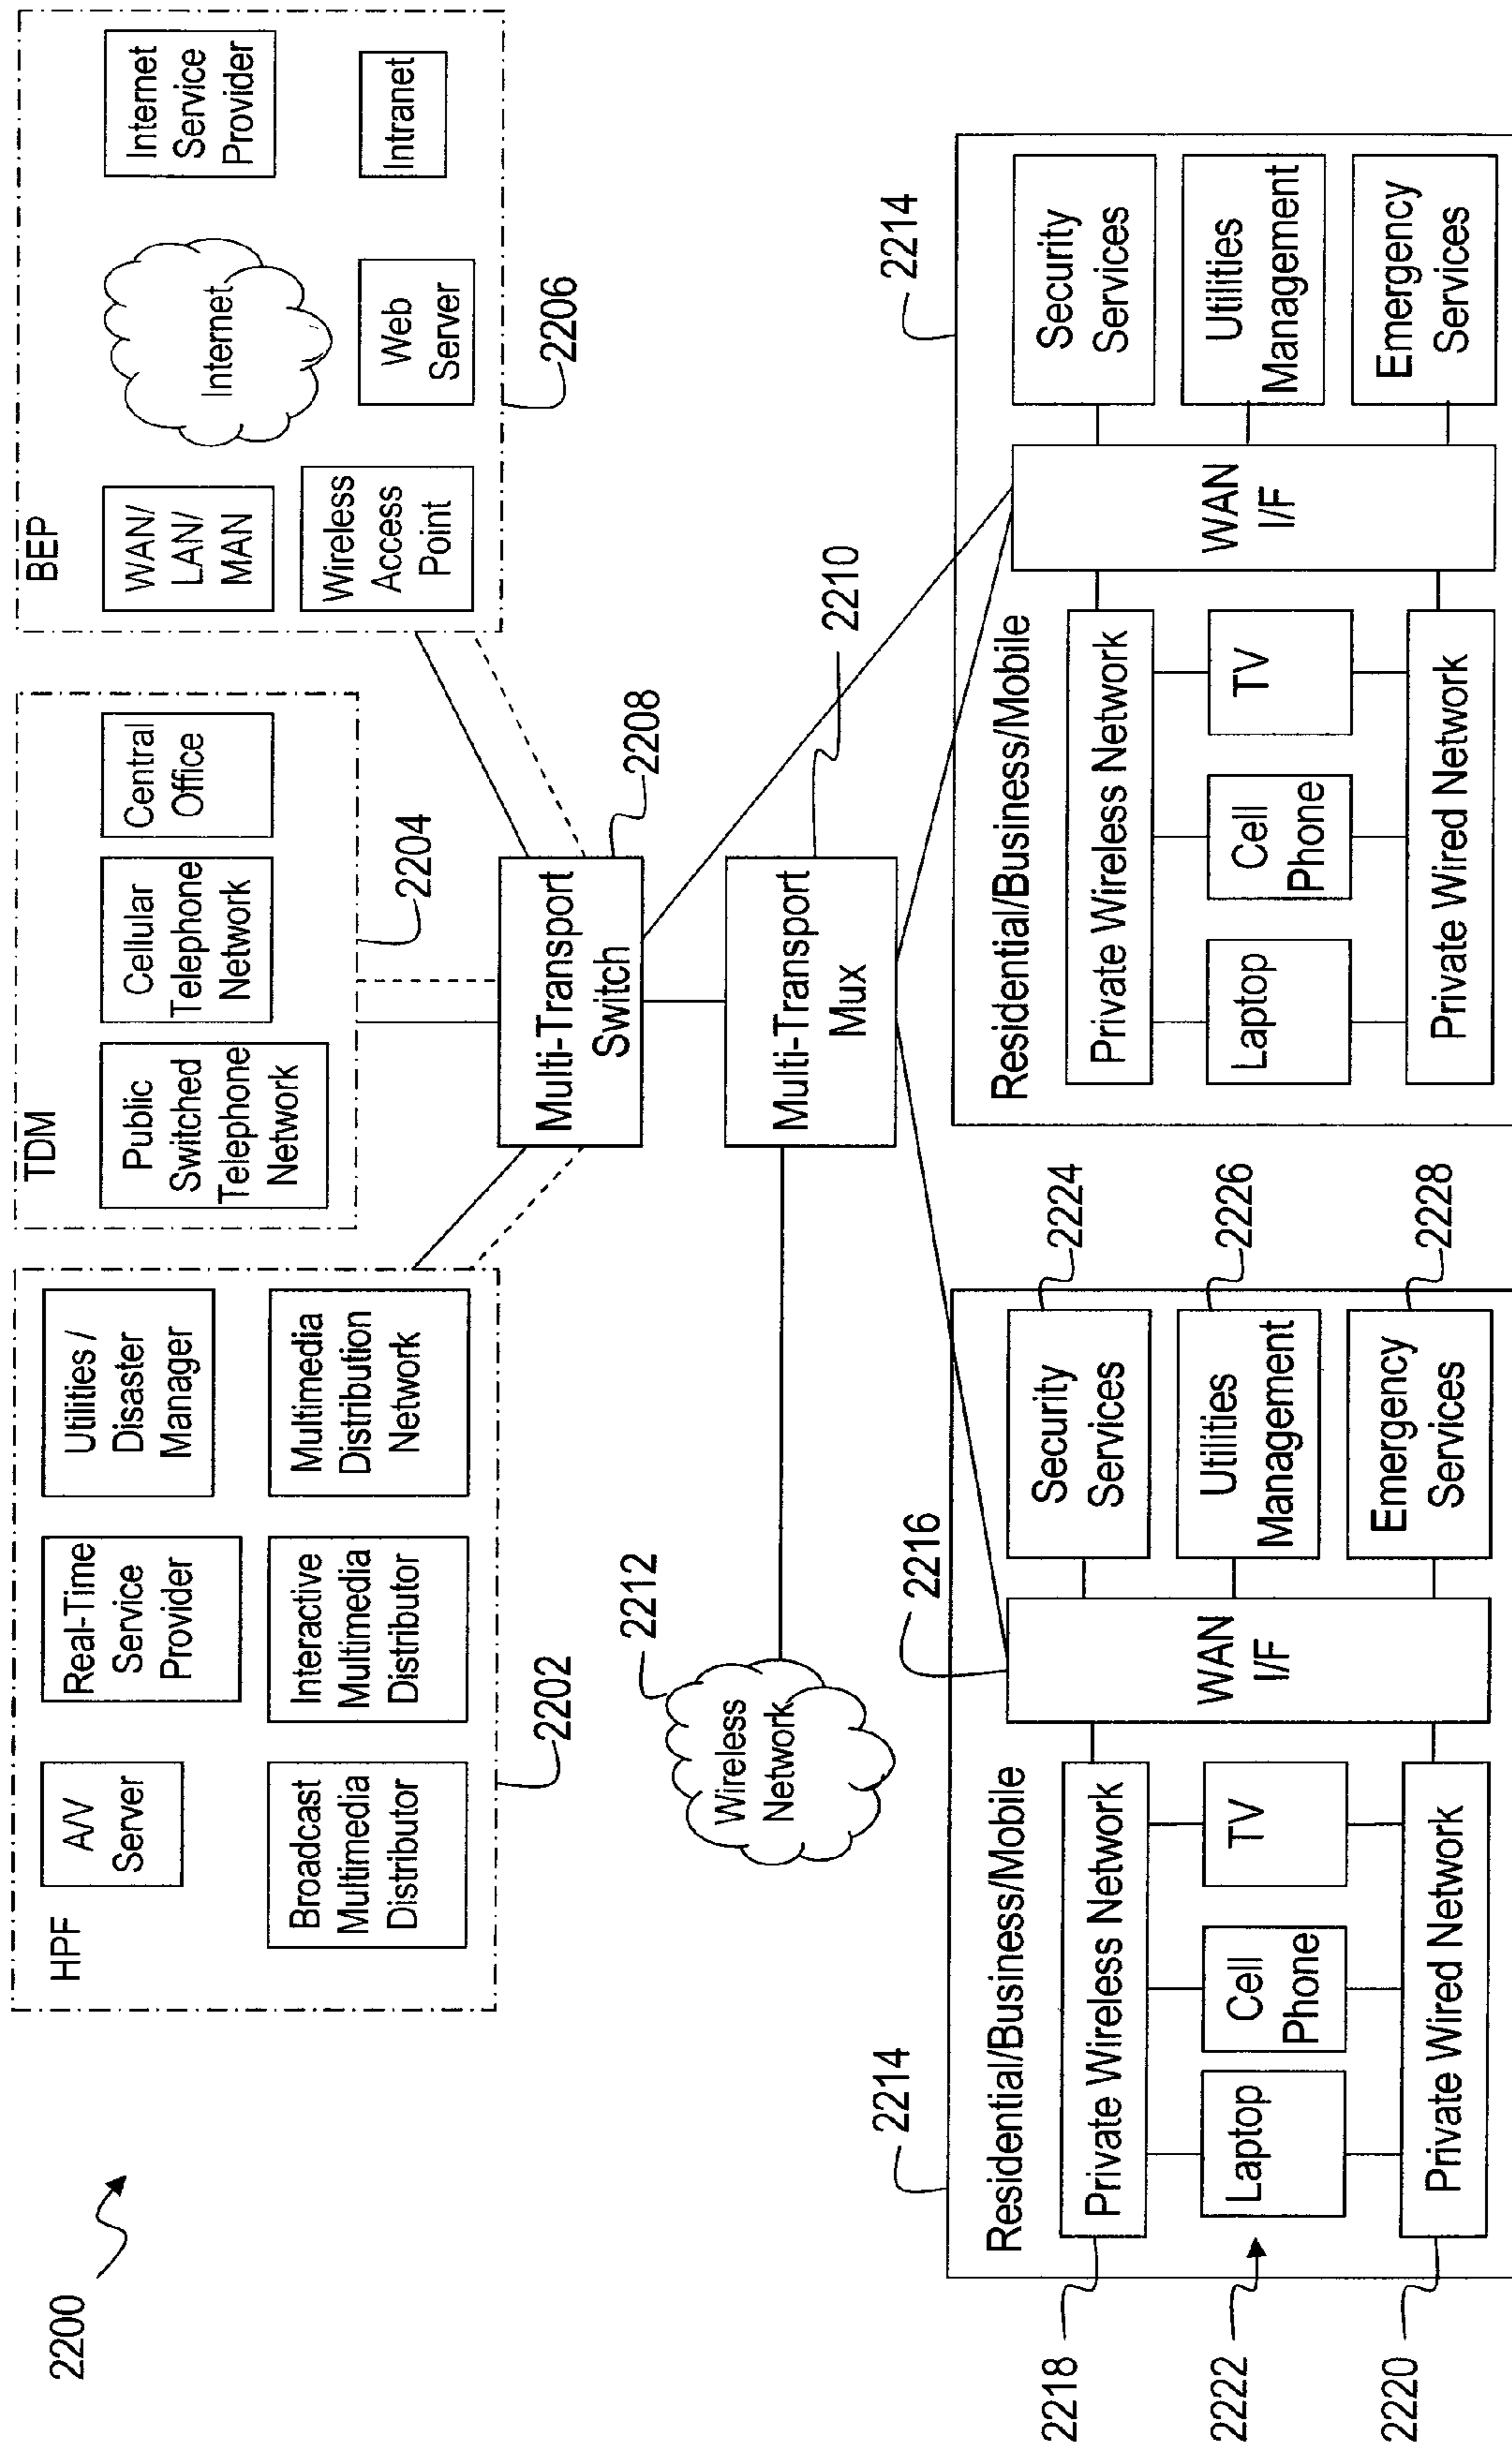 2200
HPF
A/V
Server
Real-Time
Service
Provider
Utilities /
Disaster
Manager
Broadcast
Multimedia
Distributor
Interactive
Multimedia
Distributor
Multimedia
Distribution
Network
2202
TDM
Public
Switched
Telephone
Network
Cellular
Telephone
Network
Central
Office
2204
BEP
WAN/
LAN/
MAN
Internet
Internet
Service
Provider
Wireless
Access
Point
Web
Server
Intranet
2206
Multi-Transport
Switch
2208
Multi-Transport
Mux
2210
Wireless
Network
2212
2214
Residential/Business/Mobile
2216
Private Wireless Network
2218
Laptop
Cell
Phone
TV
2222
Private Wired Network
2220
WAN
I/F
Security
Services
2224
Utilities
Management
2226
Emergency
Services
2228
2214
Residential/Business/Mobile
Private Wireless Network
Laptop
Cell
Phone
TV
Private Wired Network
WAN
I/F
Security
Services
Utilities
Management
Emergency
Services